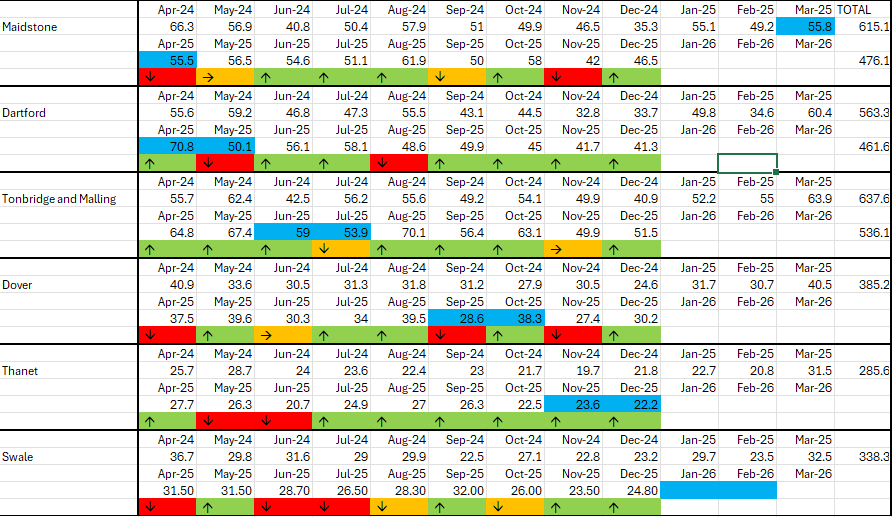 Apr-24 May-24 Jun-24 Jul-24 Aug-24 Sep-24 Oct-24 Nov-24 Dec-24 Jan-25 Feb-25 Mar-25 TOTAL
Maidstone 66.3 56.9 40.8 50.4 57.9 51 49.9 46.5 35.3 55.1 49.2 55.8 615.1
Apr-25 May-25 Jun-25 Jul-25 Aug-25 Sep-25 Oct-25 Nov-25 Dec-25 Jan-26 Feb-26 Mar-26
55.5 56.5 54.6 51.1 61.9 50 58 42 46.5 476.1
↓ → ↑ ↑ ↑ ↓ ↑ ↓ ↑
Apr-24 May-24 Jun-24 Jul-24 Aug-24 Sep-24 Oct-24 Nov-24 Dec-24 Jan-25 Feb-25 Mar-25
Dartford 55.6 59.2 46.8 47.3 55.5 43.1 44.5 32.8 33.7 49.8 34.6 60.4 563.3
Apr-25 May-25 Jun-25 Jul-25 Aug-25 Sep-25 Oct-25 Nov-25 Dec-25 Jan-26 Feb-26 Mar-26
70.8 50.1 56.1 58.1 48.6 49.9 45 41.7 41.3 461.6
↑ ↓ ↑ ↑ ↓ ↑ ↑ ↑ ↑
Apr-24 May-24 Jun-24 Jul-24 Aug-24 Sep-24 Oct-24 Nov-24 Dec-24 Jan-25 Feb-25 Mar-25
Tonbridge and Malling 55.7 62.4 42.5 56.2 55.6 49.2 54.1 49.9 40.9 52.2 55 63.9 637.6
Apr-25 May-25 Jun-25 Jul-25 Aug-25 Sep-25 Oct-25 Nov-25 Dec-25 Jan-26 Feb-26 Mar-26
64.8 67.4 59 53.9 70.1 56.4 63.1 49.9 51.5 536.1
↑ ↑ ↑ ↓ ↑ ↑ ↑ → ↑
Apr-24 May-24 Jun-24 Jul-24 Aug-24 Sep-24 Oct-24 Nov-24 Dec-24 Jan-25 Feb-25 Mar-25
Dover 40.9 33.6 30.5 31.3 31.8 31.2 27.9 30.5 24.6 31.7 30.7 40.5 385.2
Apr-25 May-25 Jun-25 Jul-25 Aug-25 Sep-25 Oct-25 Nov-25 Dec-25 Jan-26 Feb-26 Mar-26
37.5 39.6 30.3 34 39.5 28.6 38.3 27.4 30.2
↓ ↑ → ↑ ↑ ↓ ↑ ↓ ↑
Apr-24 May-24 Jun-24 Jul-24 Aug-24 Sep-24 Oct-24 Nov-24 Dec-24 Jan-25 Feb-25 Mar-25
Thanet 25.7 28.7 24 23.6 22.4 23 21.7 19.7 21.8 22.7 20.8 31.5 285.6
Apr-25 May-25 Jun-25 Jul-25 Aug-25 Sep-25 Oct-25 Nov-25 Dec-25 Jan-26 Feb-26 Mar-26
27.7 26.3 20.7 24.9 27 26.3 22.5 23.6 22.2
↑ ↓ ↓ ↑ ↑ ↑ ↑ ↑ ↑
Apr-24 May-24 Jun-24 Jul-24 Aug-24 Sep-24 Oct-24 Nov-24 Dec-24 Jan-25 Feb-25 Mar-25
Swale 36.7 29.8 31.6 29 29.9 22.5 27.1 22.8 23.2 29.7 23.5 32.5 338.3
Apr-25 May-25 Jun-25 Jul-25 Aug-25 Sep-25 Oct-25 Nov-25 Dec-25 Jan-26 Feb-26 Mar-26
31.50 31.50 28.70 26.50 28.30 32.00 26.00 23.50 24.80
↓ ↑ ↓ ↓ ↓ ↑ ↓ ↑ ↑